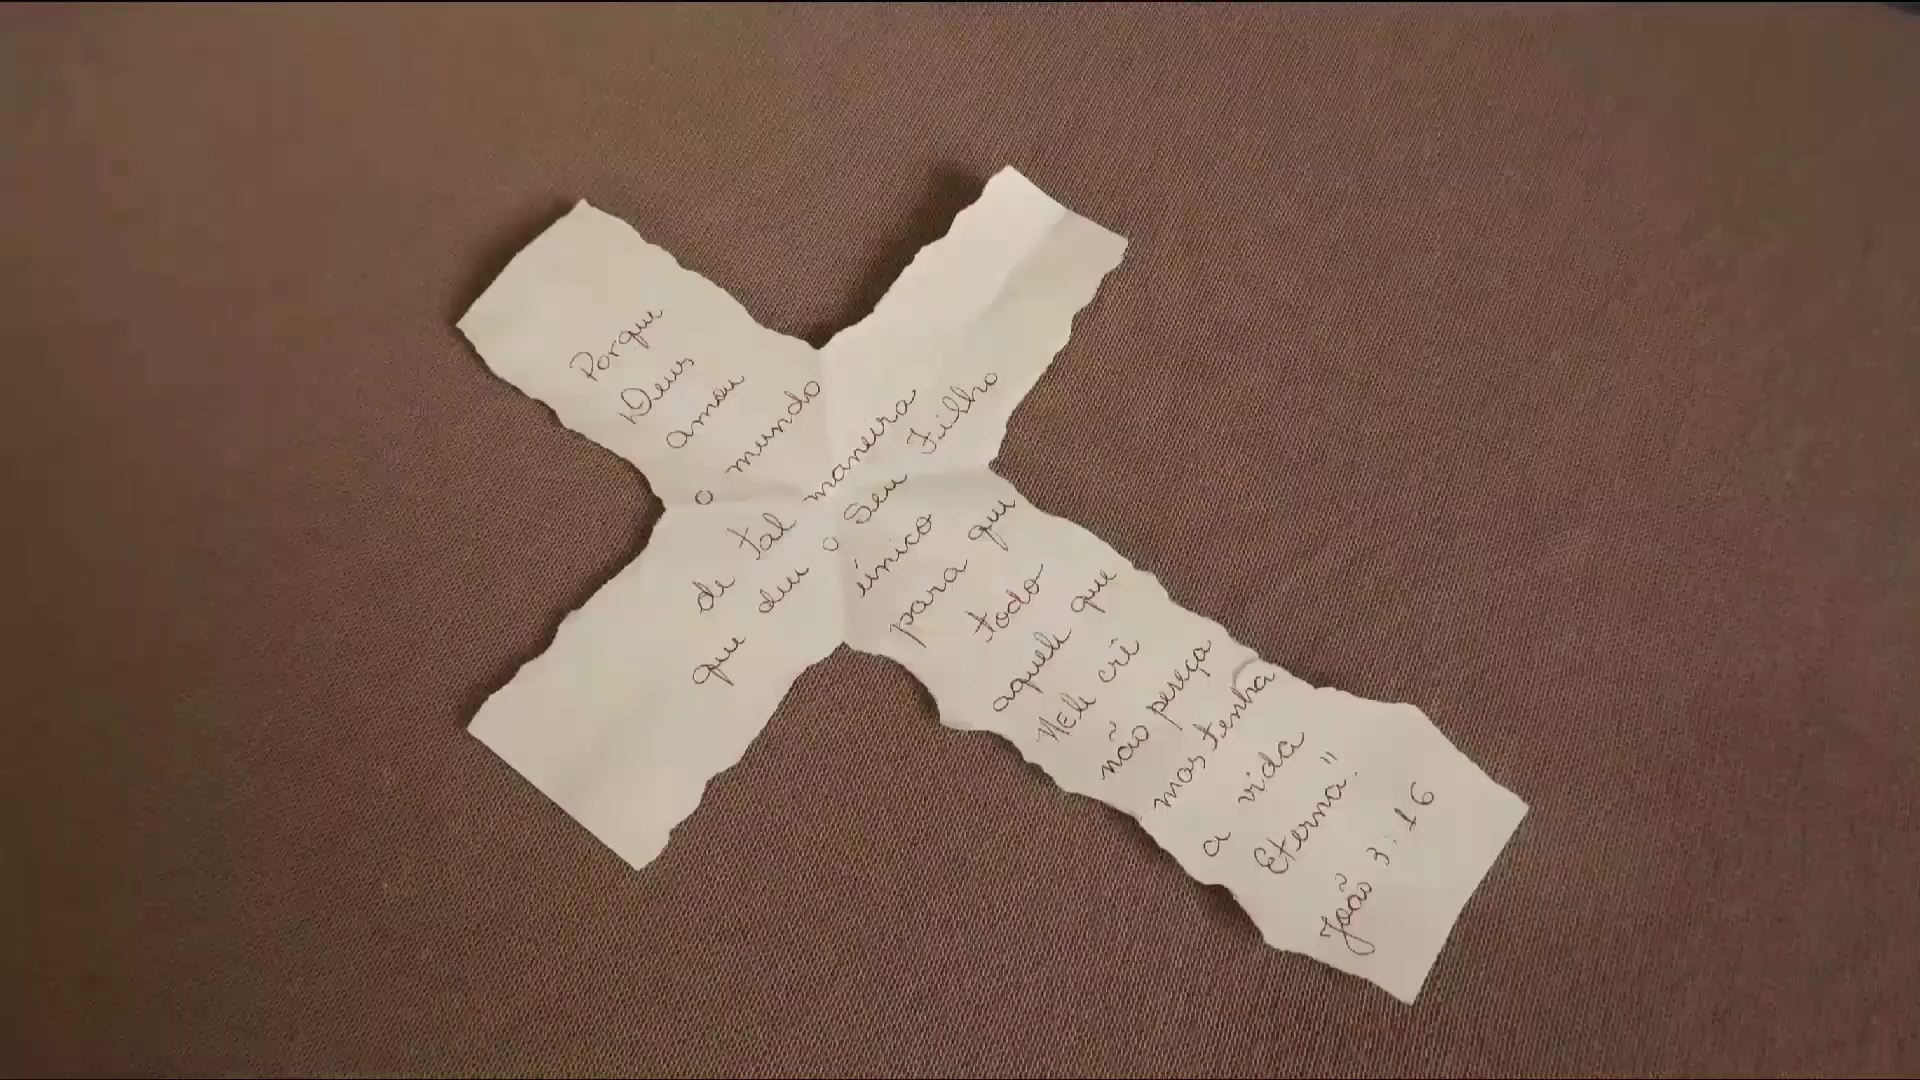 Porque
Deus
amou
o mundo
de tal maneira
que deu o Seu Filho
único
para que
todo
aquele que
NEle crê
não pereça
mas tenha
a vida
Eterna."
João 3:16